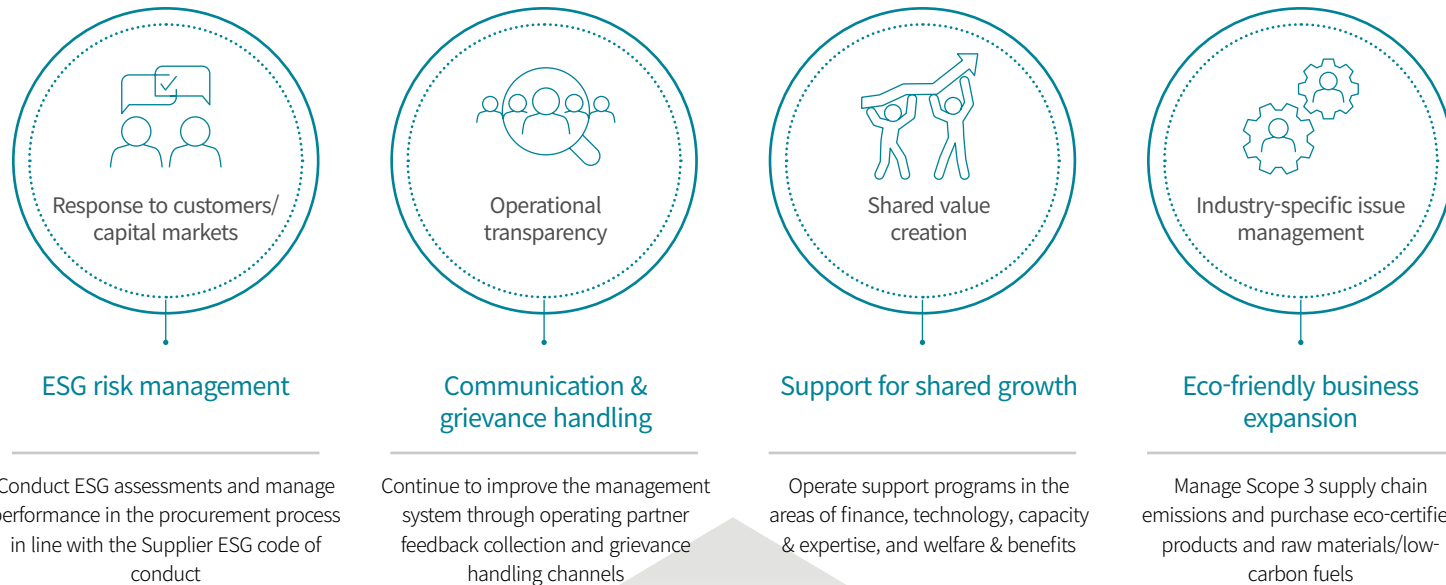 Response to customers/
capital markets
ESG risk management
Conduct ESG assessments and manage
performance in the procurement process
in line with the Supplier ESG code of
conduct
Operational
transparency
Communication &
grievance handling
Continue to improve the management
system through operating partner
feedback collection and grievance
handling channels
Shared value
creation
Support for shared growth
Operate support programs in the
areas of finance, technology, capacity
& expertise, and welfare & benefits
Industry-specific issue
management
Eco-friendly business
expansion
Manage Scope 3 supply chain
emissions and purchase eco-certifie
products and raw materials/low-
carbon fuels